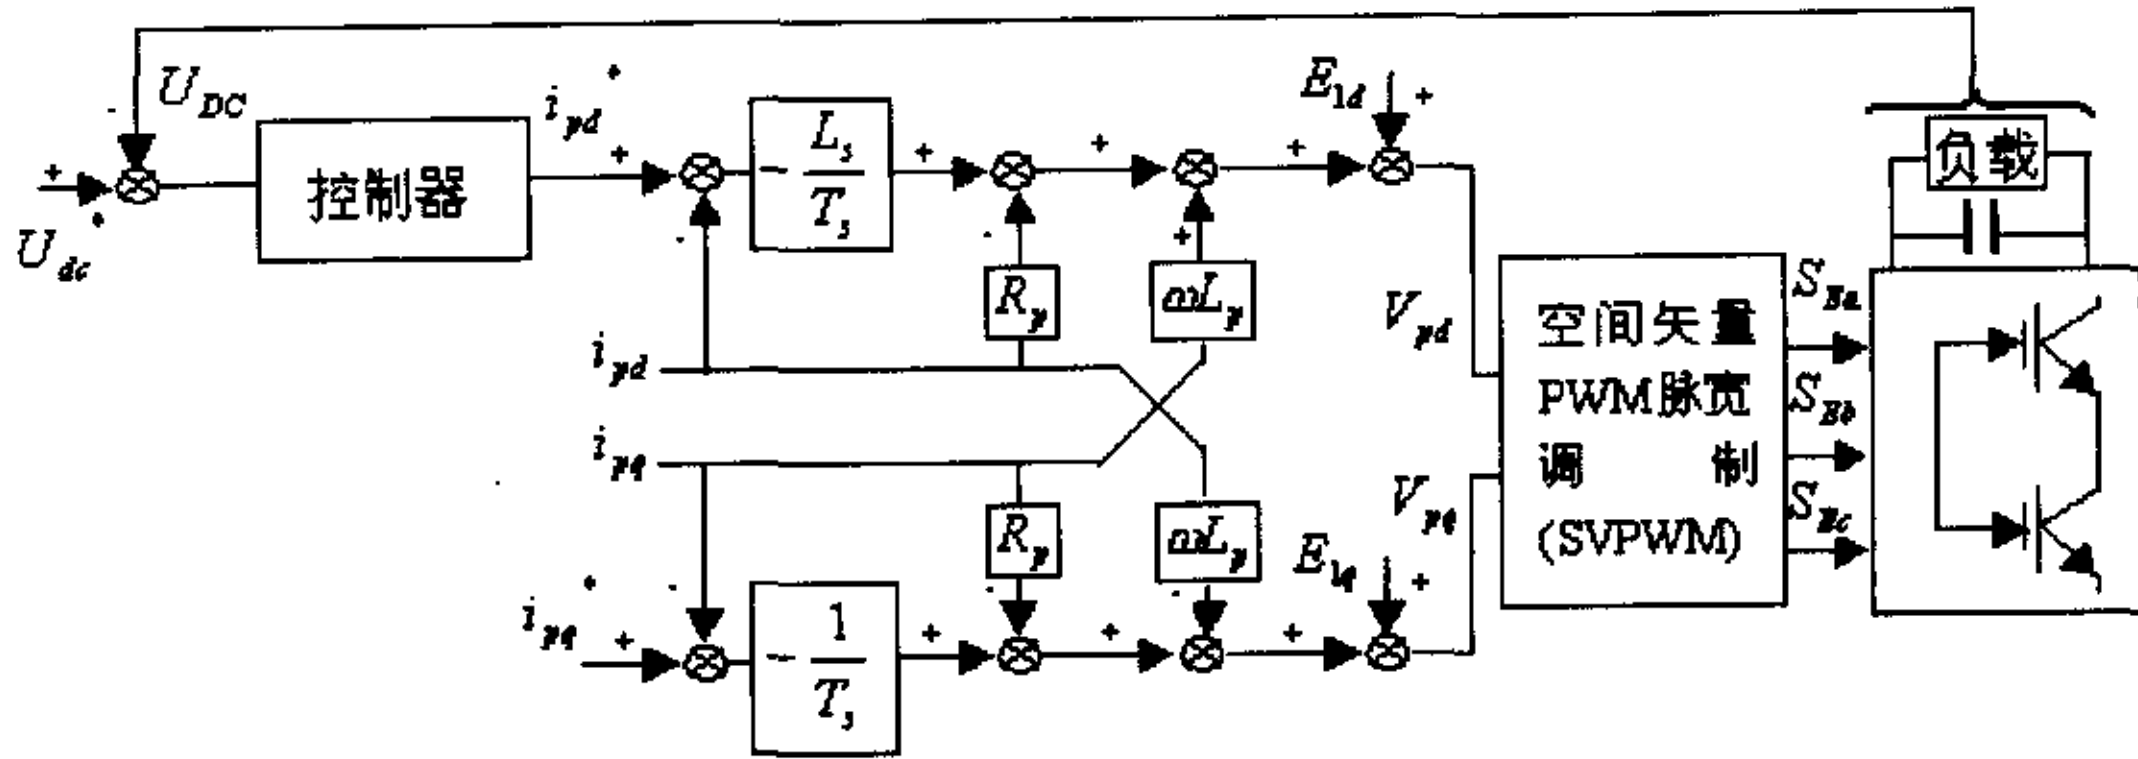 U_DC
U_dc*
控制器
i_pd*
- L_s / T_s
E_1d
负载
R_p
ωL_p
i_pd
i_pq
V_pd
V_pq
空间矢量
PWM脉宽
调制
(SVPWM)
S_Ba
S_Bb
S_Bc
R_p
ωL_p
E_1q
i_pq*
- 1 / T_s